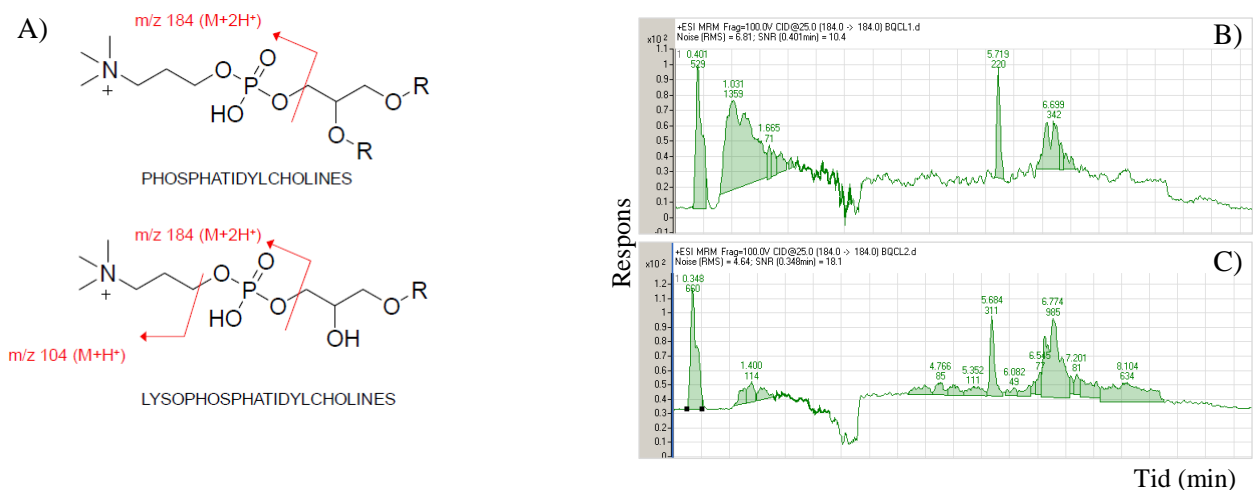 A)
m/z 184 (M+2H⁺)
N
+
O
P
O
HO
O
O
R
O
R
PHOSPHATIDYLCHOLINES
m/z 184 (M+2H⁺)
N
+
O
P
O
HO
O
O
R
OH
m/z 104 (M+H⁺)
LYSOPHOSPHATIDYLCHOLINES
Respons
+ESI MRM Frag=100.0V CID@25.0 (184.0 -> 184.0) BQCL1.d
Noise (RMS) = 6.81; SNR (0.401min) = 10.4
B)
x10 2
1.1
1
0.9
0.8
0.7
0.6
0.5
0.4
0.3
0.2
0.1
0
-0.1
1
0.401
529
1.031
1359
1.665
71
5.719
220
6.699
342
+ESI MRM Frag=100.0V CID@25.0 (184.0 -> 184.0) BQCL2.d
Noise (RMS) = 4.64; SNR (0.348min) = 18.1
C)
x10 2
1.2
1.1
1
0.9
0.8
0.7
0.6
0.5
0.4
0.3
0.2
0.1
0
1
0.348
660
1.400
114
4.766
85
5.352
111
5.684
311
6.082
49
6.545
77
6.774
985
7.201
81
8.104
634
Tid (min)